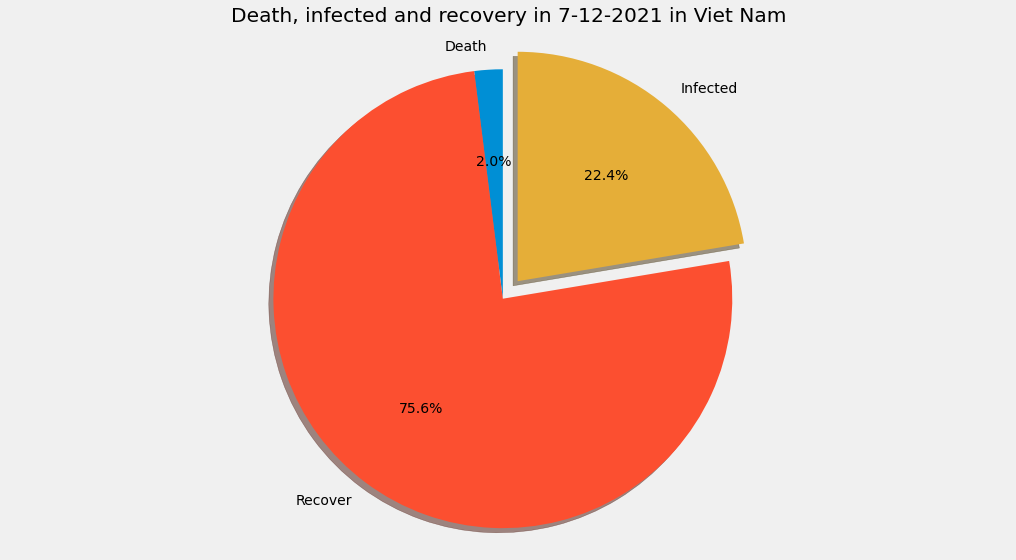 Death, infected and recovery in 7-12-2021 in Viet Nam
Death
Infected
2.0%
22.4%
75.6%
Recover